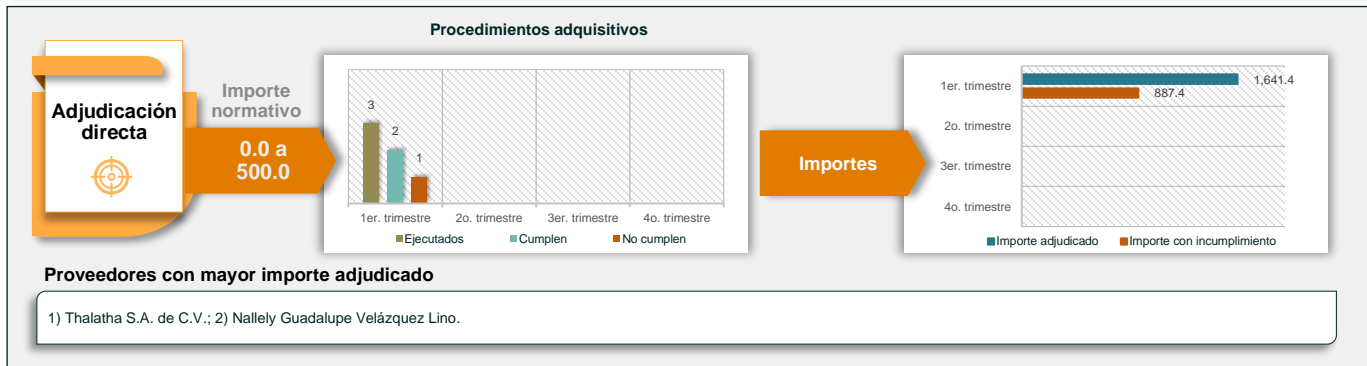 Procedimientos adquisitivos
Adjudicación
directa
Importe
normativo
0.0 a
500.0
3
2
1
1er. trimestre
2o. trimestre
3er. trimestre
4o. trimestre
Ejecutados
Cumplen
No cumplen
Importes
1er. trimestre
1,641.4
887.4
2o. trimestre
3er. trimestre
4o. trimestre
Importe adjudicado
Importe con incumplimiento
Proveedores con mayor importe adjudicado
1) Thalatha S.A. de C.V.; 2) Nallely Guadalupe Velázquez Lino.